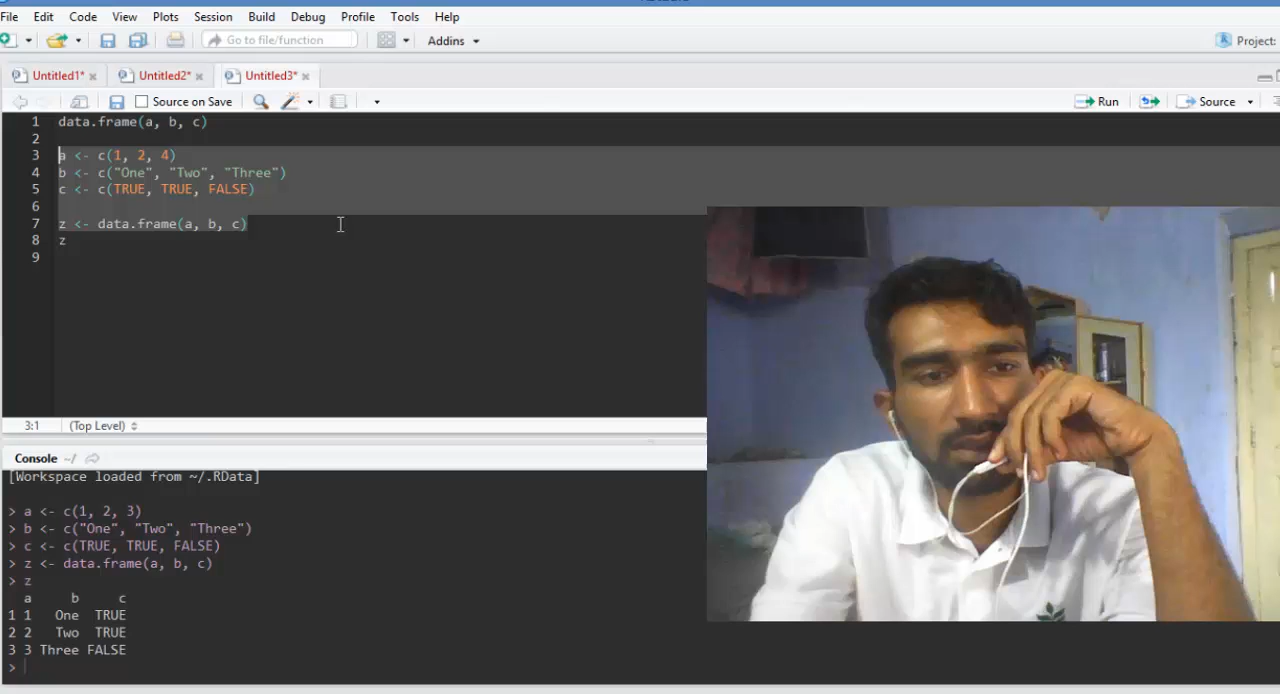 File Edit Code View Plots Session Build Debug Profile Tools Help
Go to file/function Addins Project:
Untitled1* Untitled2* Untitled3*
Source on Save Run Source
1 data.frame(a, b, c)
2
3 a <- c(1, 2, 4)
4 b <- c("One", "Two", "Three")
5 c <- c(TRUE, TRUE, FALSE)
6
7 z <- data.frame(a, b, c)
8 z
9
3:1 (Top Level)
Console ~/
[Workspace loaded from ~/.RData]
> a <- c(1, 2, 3)
> b <- c("One", "Two", "Three")
> c <- c(TRUE, TRUE, FALSE)
> z <- data.frame(a, b, c)
> z
a b c
1 1 One TRUE
2 2 Two TRUE
3 3 Three FALSE
>